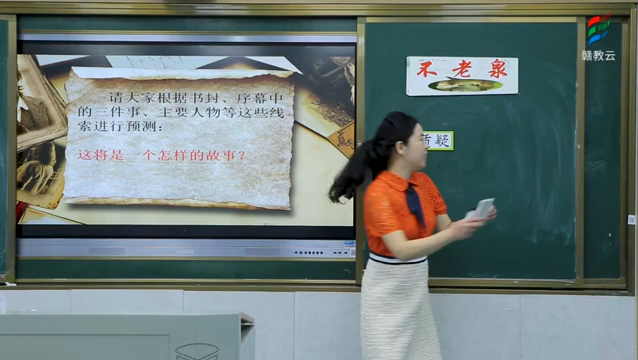 请大家根据书封、序幕中
的三件事、主要人物等这些线
索进行预测：
这将是一个怎样的故事？
不老泉
质疑
赣教云